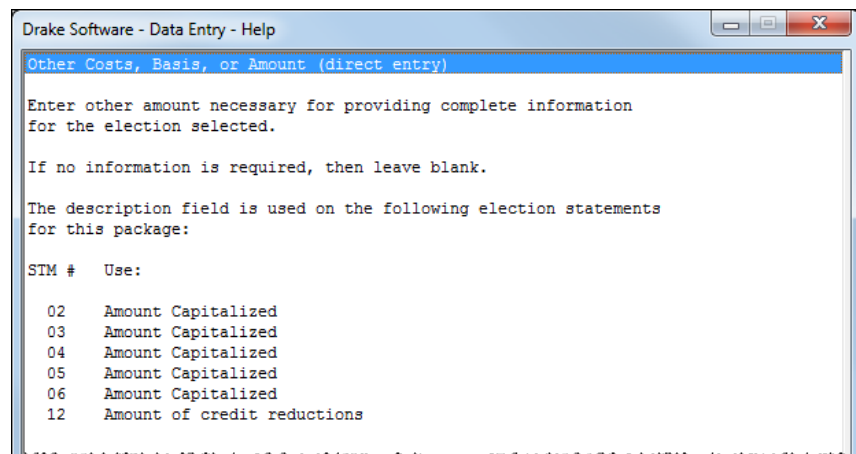 Drake Software - Data Entry - Help
Other Costs, Basis, or Amount (direct entry)
Enter other amount necessary for providing complete information
for the election selected.
If no information is required, then leave blank.
The description field is used on the following election statements
for this package:
STM # Use:
02 Amount Capitalized
03 Amount Capitalized
04 Amount Capitalized
05 Amount Capitalized
06 Amount Capitalized
12 Amount of credit reductions